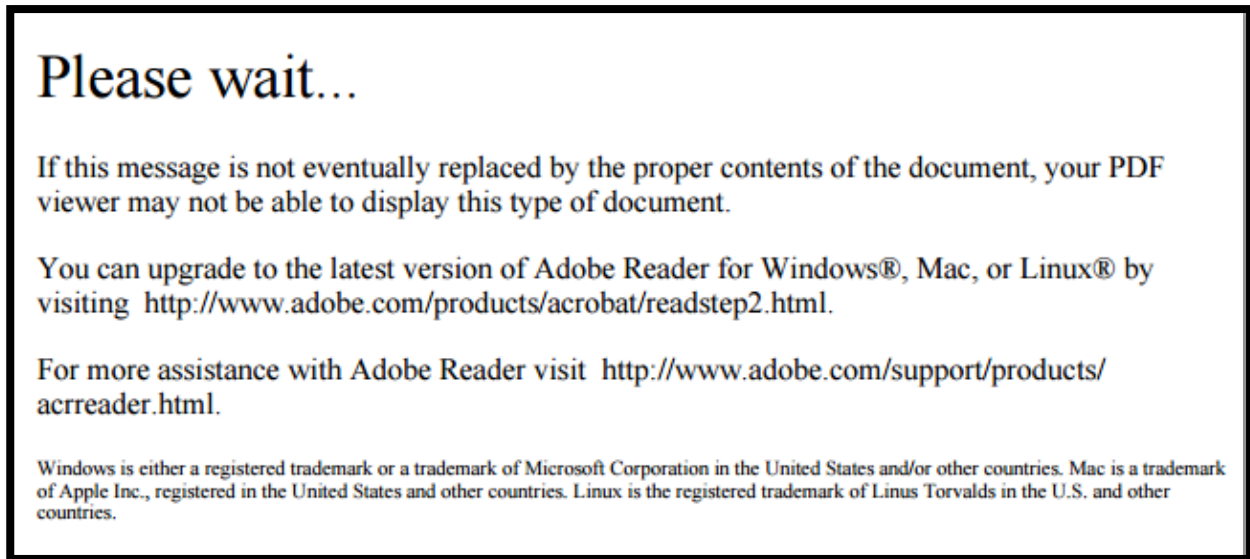 Please wait...
If this message is not eventually replaced by the proper contents of the document, your PDF
viewer may not be able to display this type of document.
You can upgrade to the latest version of Adobe Reader for Windows®, Mac, or Linux® by
visiting  http://www.adobe.com/products/acrobat/readstep2.html.
For more assistance with Adobe Reader visit  http://www.adobe.com/support/products/
acrreader.html.
Windows is either a registered trademark or a trademark of Microsoft Corporation in the United States and/or other countries. Mac is a trademark
of Apple Inc., registered in the United States and other countries. Linux is the registered trademark of Linus Torvalds in the U.S. and other
countries.